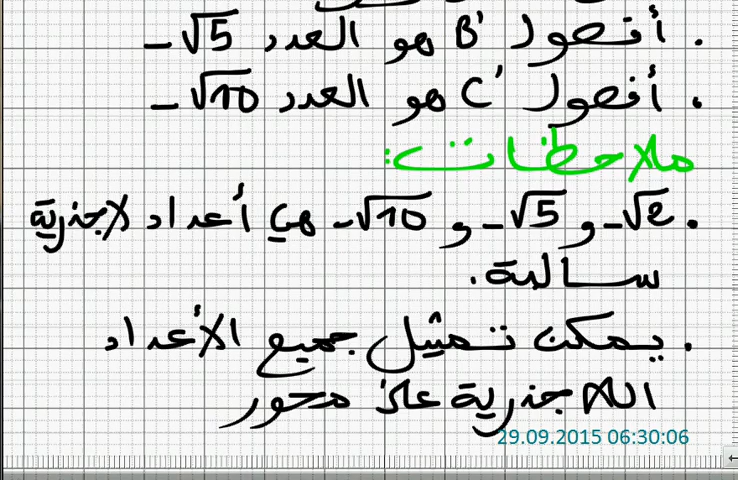 . أفصول B' هو العدد -√5
. أفصول C' هو العدد -√10
ملاحظات:
. -√2 و -√5 و -√10 هي أعداد لاجذرية
سالبة.
. يمكن تمثيل جميع الأعداد
اللاجذرية على محور
29.09.2015 06:30:06